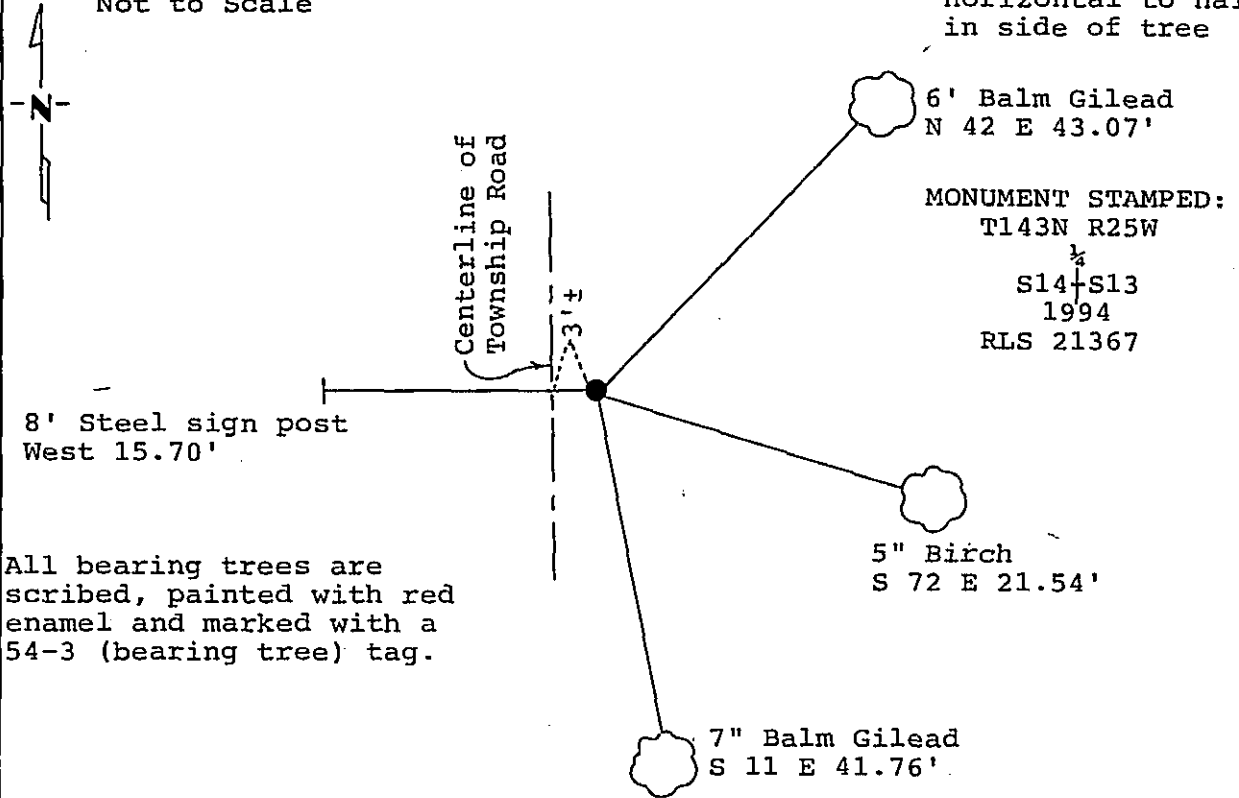 Not to Scale
horizontal to
in side of tree
N
6' Balm Gilead
N 42 E 43.07'
Centerline of
Township Road
MONUMENT STAMPED:
T143N R25W
¼
S14 S13
1994
RLS 21367
3'±
8' Steel sign post
West 15.70'
5" Birch
S 72 E 21.54'
All bearing trees are
scribed, painted with red
enamel and marked with a
54-3 (bearing tree) tag.
7" Balm Gilead
S 11 E 41.76'